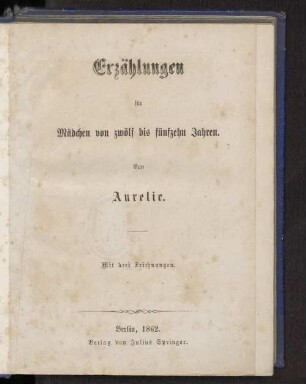 Erzählungen
für
Mädchen von zwölf bis fünfzehn Jahren.
Von
Aurelie.
Mit drei Zeichnungen.
Berlin, 1862.
Verlag von Julius Springer.